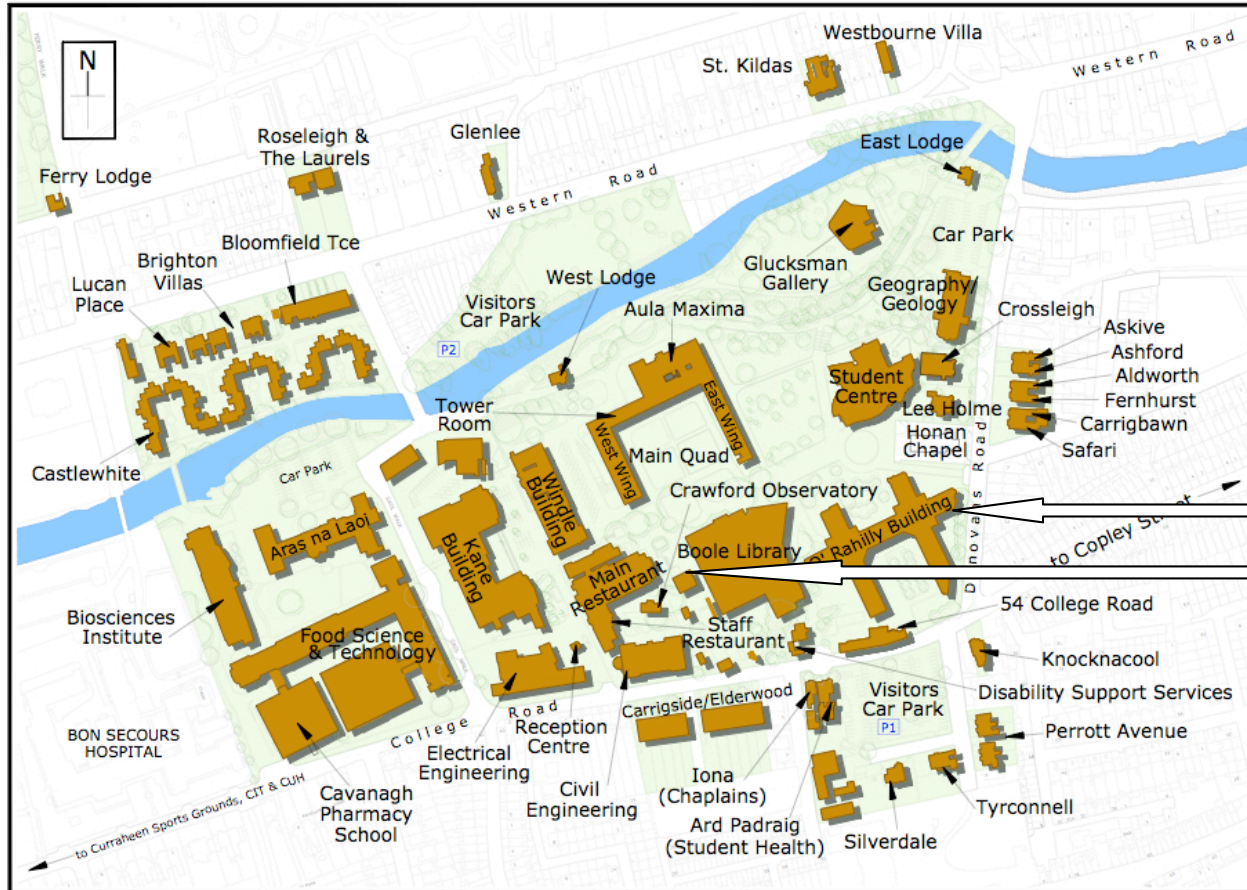 N
Westbourne Villa
St. Kildas
Western Road
Roseleigh &
The Laurels
Glenlee
East Lodge
Ferry Lodge
Western Road
Bloomfield Tce
Brighton
Villas
Lucan
Place
Visitors
Car Park
P2
West Lodge
Aula Maxima
Glucksman
Gallery
Car Park
Geography/
Geology
Crossleigh
Askive
Ashford
Aldworth
Fernhurst
Carrigbawn
Safari
Student
Centre
Lee Holme
Honan
Chapel
Tower
Room
East Wing
West Wing
Main Quad
Castlewhite
Car Park
Windle
Building
Crawford Observatory
Donovans Road
to Copley Street
Aras na Laoi
Kane
Building
Boole Library
O' Rahilly Building
Main
Restaurant
Biosciences
Institute
Food Science
& Technology
Staff
Restaurant
54 College Road
Knocknacool
Disability Support Services
Carrigside/Elderwood
Visitors
Car Park
P1
Perrott Avenue
BON SECOURS
HOSPITAL
College Road
Electrical
Engineering
Reception
Centre
Civil
Engineering
Iona
(Chaplains)
Ard Padraig
(Student Health)
Silverdale
Tyrconnell
Cavanagh
Pharmacy
School
to Curraheen Sports Grounds, CIT & CUH